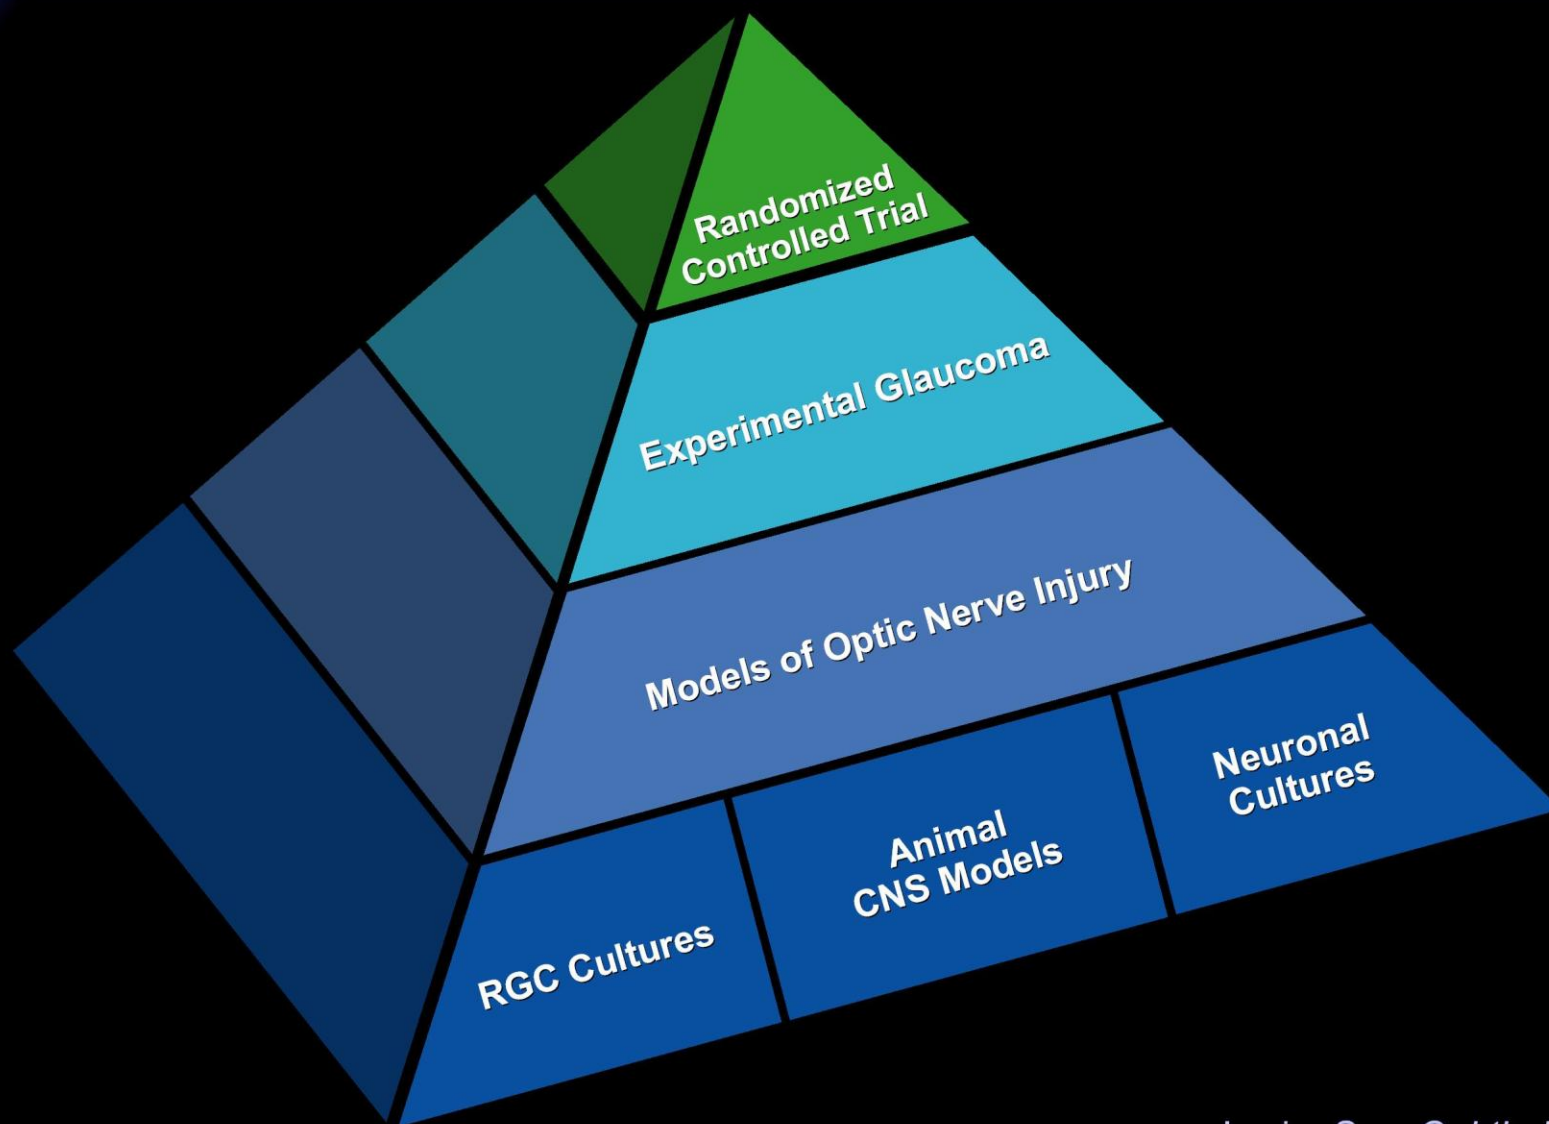 Randomized
Controlled Trial
Experimental Glaucoma
Models of Optic Nerve Injury
RGC Cultures
Animal
CNS Models
Neuronal
Cultures